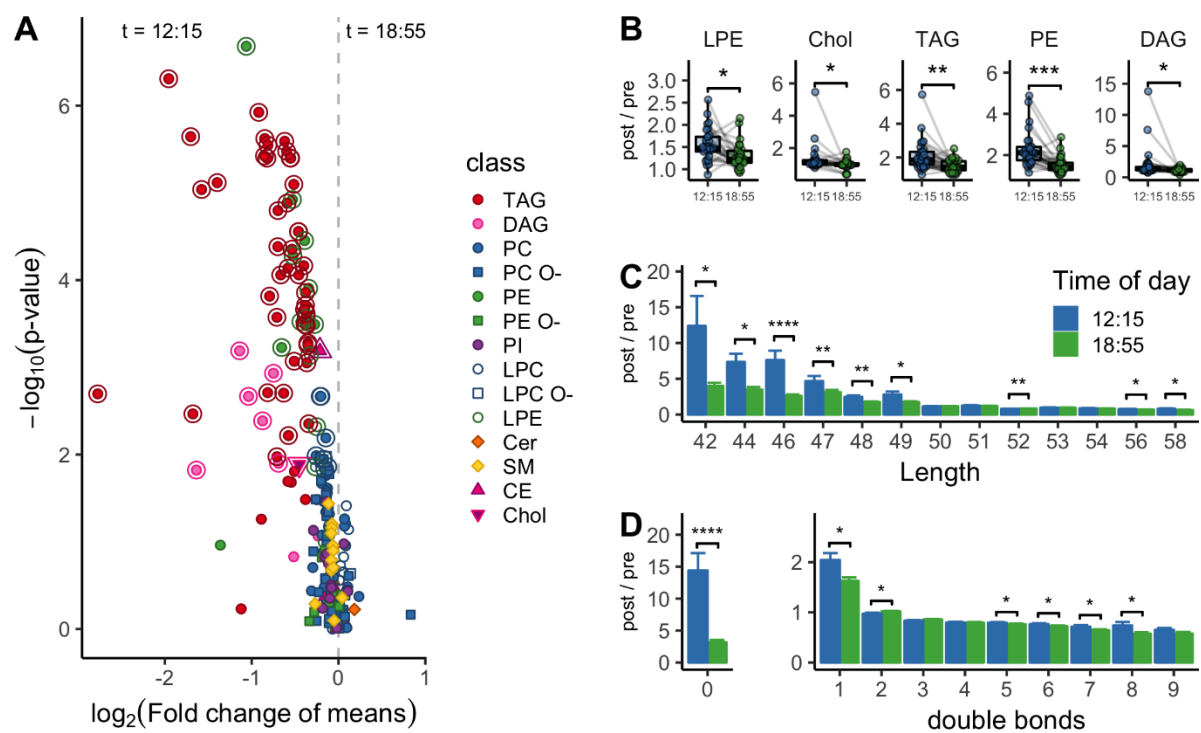 A
t = 12:15
t = 18:55
6
4
2
0
−log10(p-value)
-2
-1
0
1
log2(Fold change of means)
class
TAG
DAG
PC
PC O-
PE
PE O-
PI
LPC
LPC O-
LPE
Cer
SM
CE
Chol
B
LPE
Chol
TAG
PE
DAG
*
*
**
***
*
post / pre
3.0
2.5
2.0
1.5
1.0
6
4
2
6
4
2
4
2
15
10
5
0
12:15 18:55
12:15 18:55
12:15 18:55
12:15 18:55
12:15 18:55
C
post / pre
20
15
10
5
0
*
*
****
**
**
*
**
*
*
Time of day
12:15
18:55
42 44 46 47 48 49 50 51 52 53 54 56 58
Length
D
post / pre
20
15
10
5
0
****
0
2
1
0
*
*
*
*
*
*
1 2 3 4 5 6 7 8 9
double bonds